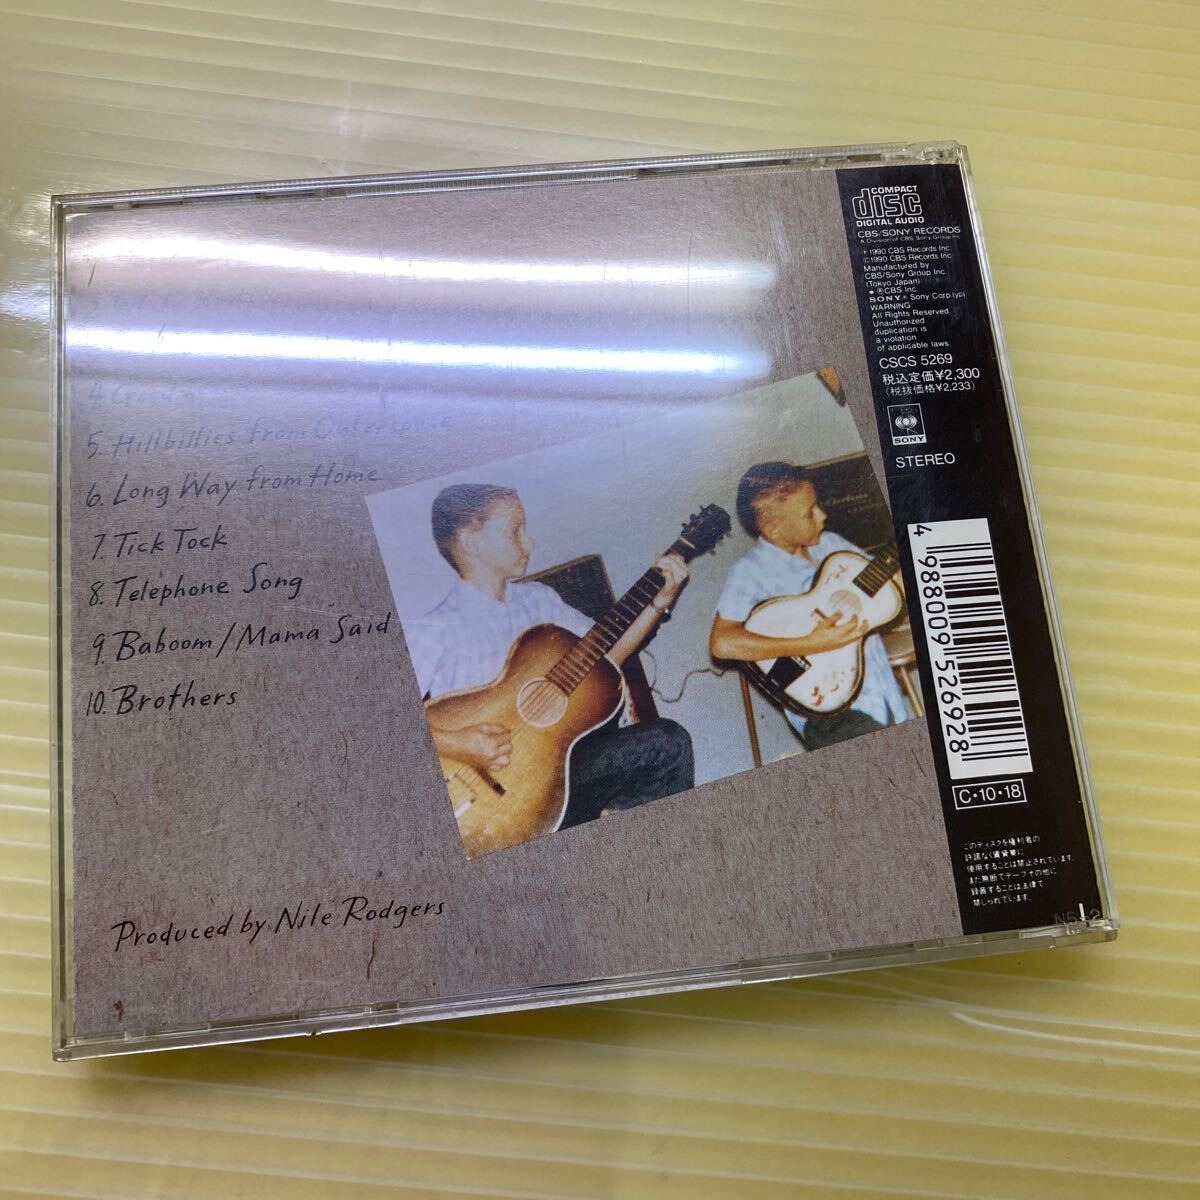 5. Hillbillies from Outerspace
6. Long Way from Home
7. Tick Tock
8. Telephone Song
9. Baboom/Mama Said
10. Brothers
Produced by Nile Rodgers
COMPACT
disc
DIGITAL AUDIO
CBS/SONY RECORDS
A Division of CBS Sony Group Inc.
℗1990 CBS Records Inc.
©1990 CBS Records Inc.
Manufactured by
CBS/Sony Group Inc.
(Tokyo Japan)
● ®CBS Inc.
SONY ® Sony Corp.(yp)
WARNING
All Rights Reserved
Unauthorized
duplication is
a violation
of applicable laws.
CSCS 5269
税込定価¥2,300
(税抜価格¥2,233)
SONY
STEREO
4 988009 526928
C・10・18
このディスクを権利者の
許諾なく賃貸業に
使用することは禁止されています。
また無断でテープその他に
録音することは法律で
禁じられています。